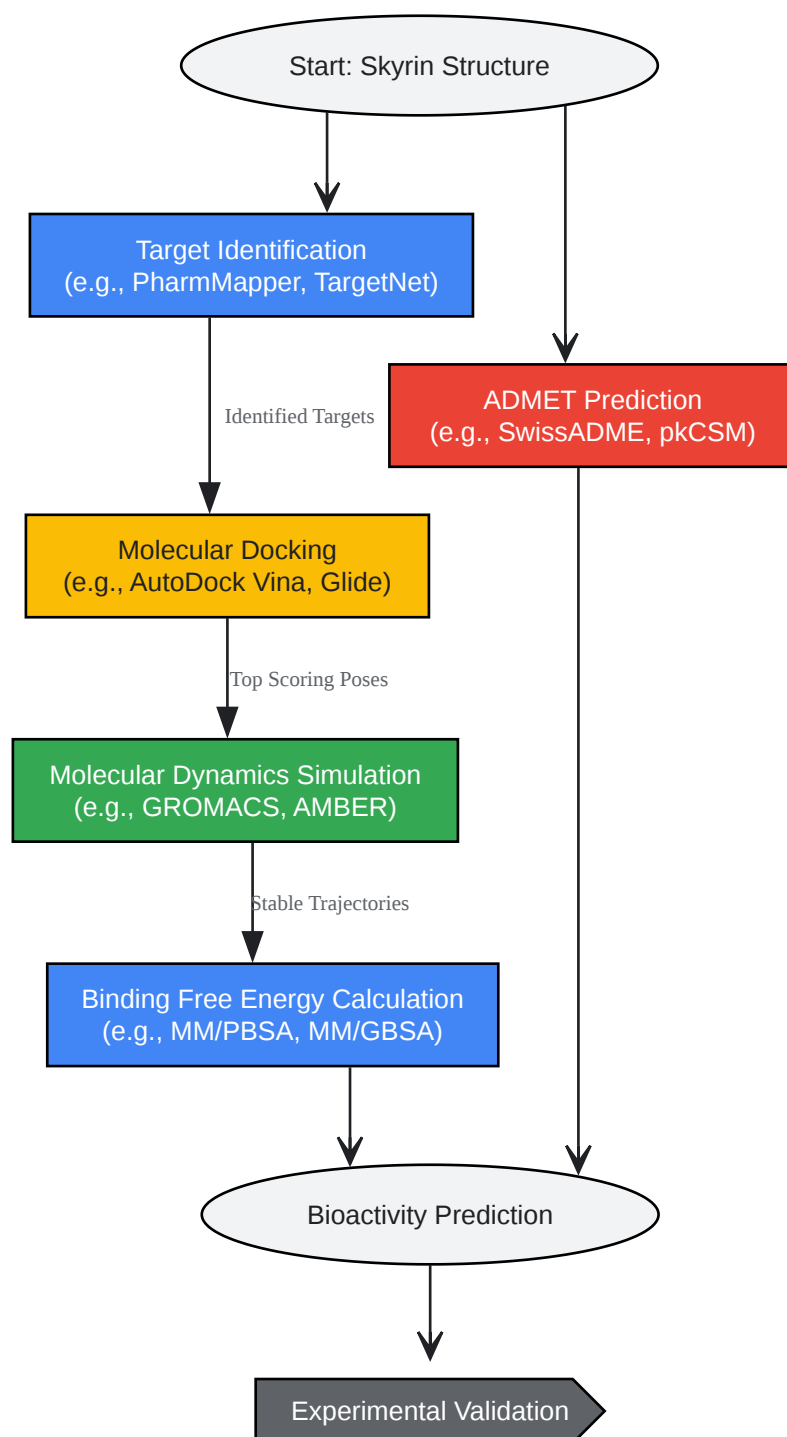 Start: Skyrin Structure
Target Identification
(e.g., PharmMapper, TargetNet)
Identified Targets
ADMET Prediction
(e.g., SwissADME, pkCSM)
Molecular Docking
(e.g., AutoDock Vina, Glide)
Top Scoring Poses
Molecular Dynamics Simulation
(e.g., GROMACS, AMBER)
Stable Trajectories
Binding Free Energy Calculation
(e.g., MM/PBSA, MM/GBSA)
Bioactivity Prediction
Experimental Validation